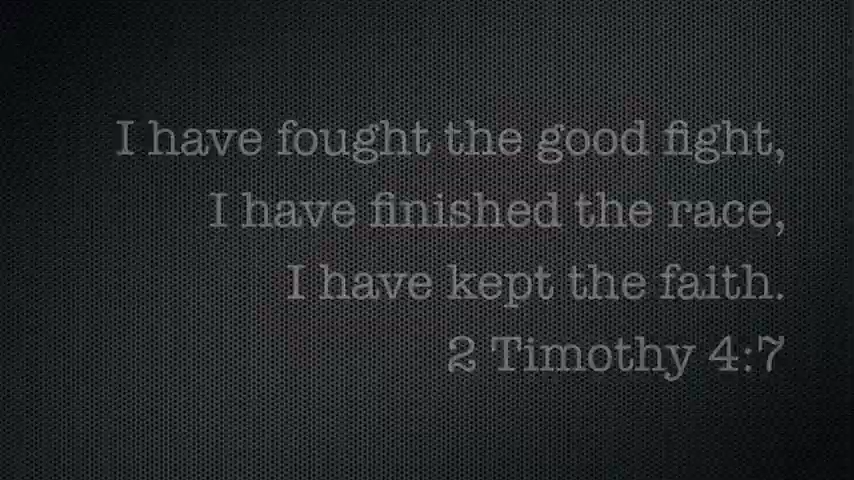 I have fought the good fight,
I have finished the race,
I have kept the faith.
2 Timothy 4:7